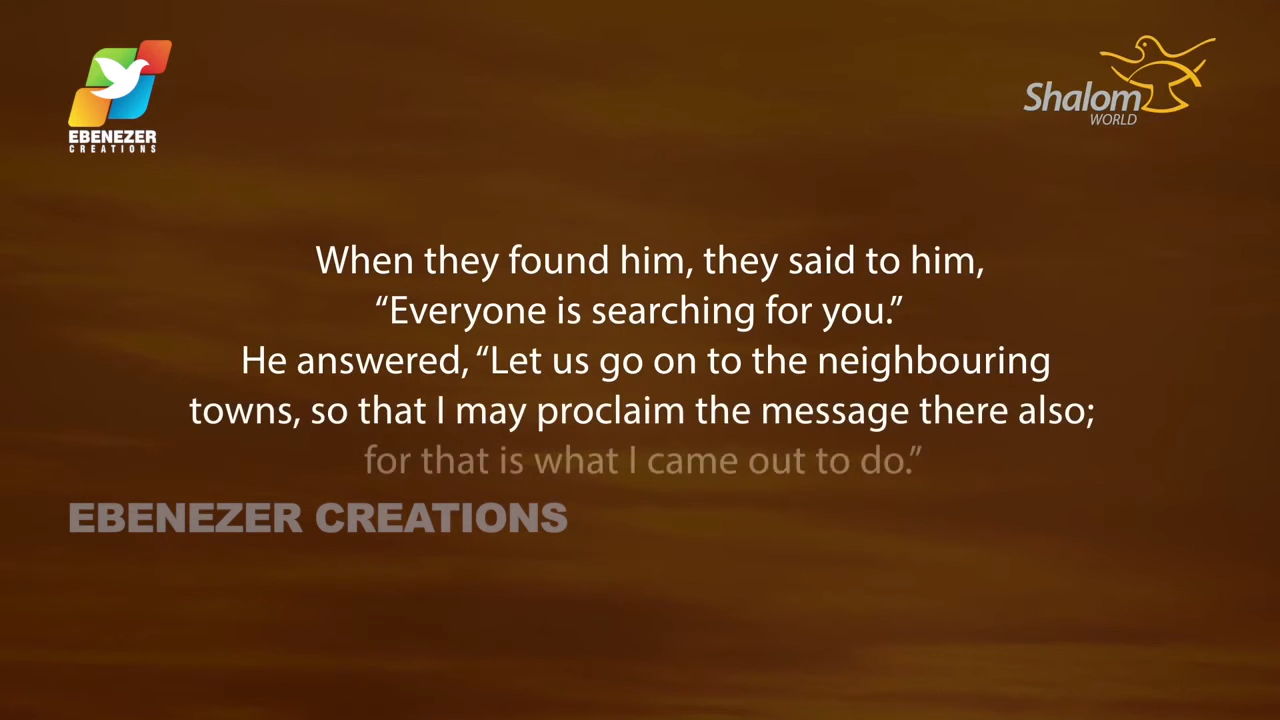 EBENEZER
CREATIONS
Shalom
WORLD
When they found him, they said to him,
“Everyone is searching for you.”
He answered, “Let us go on to the neighbouring
towns, so that I may proclaim the message there also;
for that is what I came out to do.”
EBENEZER CREATIONS